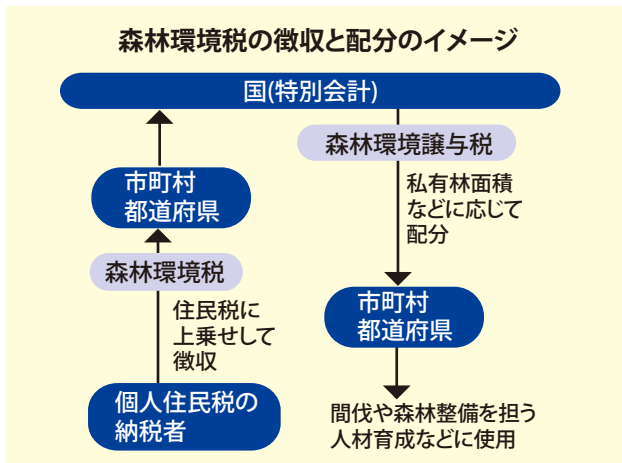 森林環境税の徴収と配分のイメージ
国(特別会計)
森林環境譲与税
私有林面積
などに応じて
配分
市町村
都道府県
森林環境税
住民税に
上乗せして
徴収
個人住民税の
納税者
市町村
都道府県
間伐や森林整備を担う
人材育成などに使用